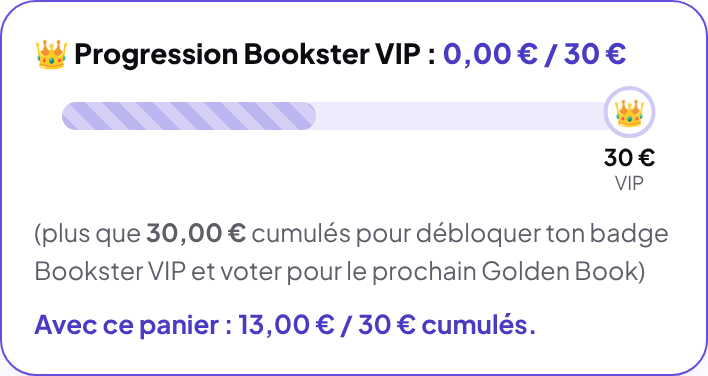 👑 Progression Bookster VIP : 0,00 € / 30 €
30 €
VIP
(plus que 30,00 € cumulés pour débloquer ton badge
Bookster VIP et voter pour le prochain Golden Book)
Avec ce panier : 13,00 € / 30 € cumulés.